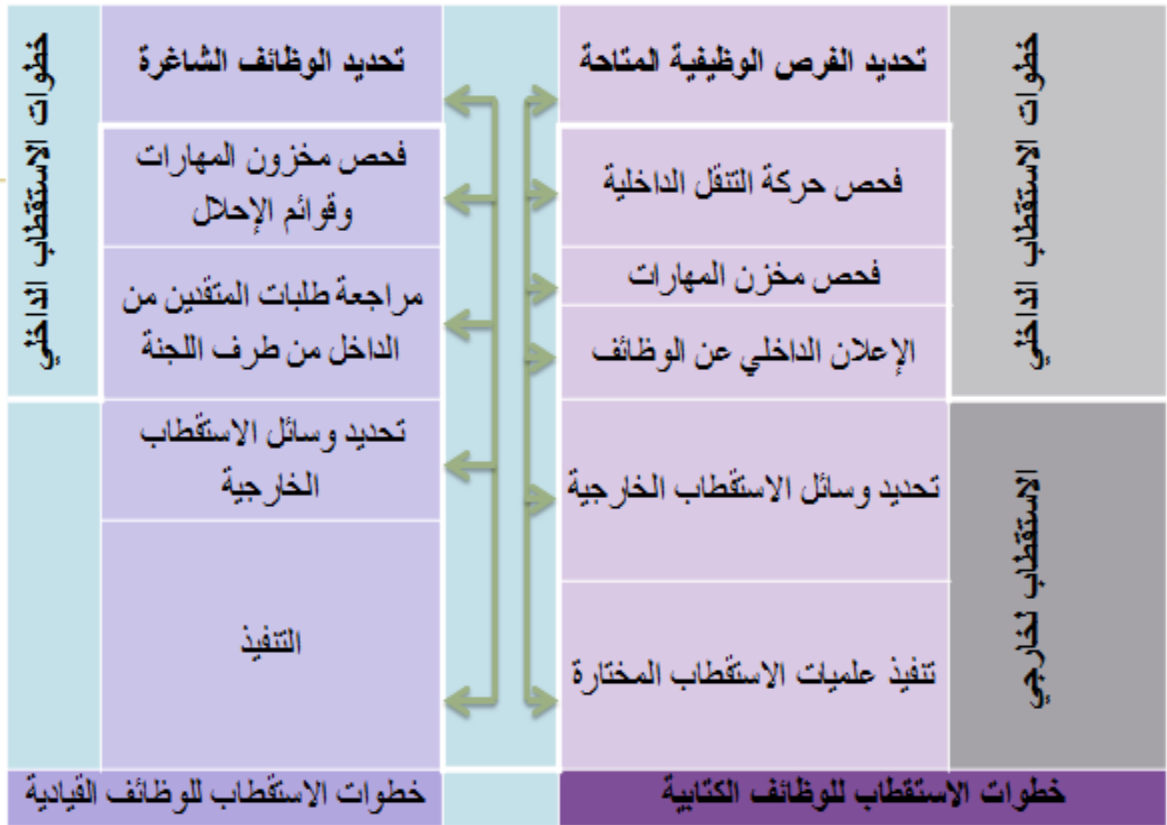 خطوات الاستقطاب الداخلي
تحديد الفرص الوظيفية المتاحة
فحص حركة التنقل الداخلية
فحص مخزن المهارات
الإعلان الداخلي عن الوظائف
الاستقطاب لخارجي
تحديد وسائل الاستقطاب الخارجية
تنفيذ علميات الاستقطاب المختارة
خطوات الاستقطاب للوظائف الكتابية
تحديد الوظائف الشاغرة
فحص مخزون المهارات
وقوائم الإحلال
مراجعة طلبات المتقدين من
الداخل من طرف اللجنة
تحديد وسائل الاستقطاب
الخارجية
التنفيذ
خطوات الاستقطاب الداخلي
خطوات الاستقطاب للوظائف القيادية